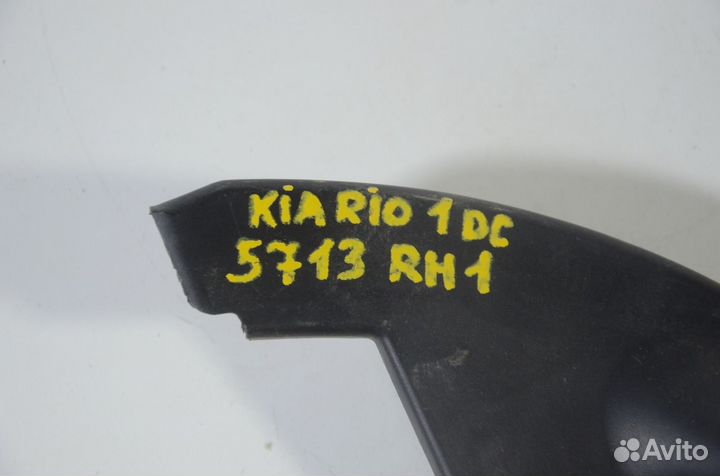 KiA RiO 1 DC
5713 RH1
Avito